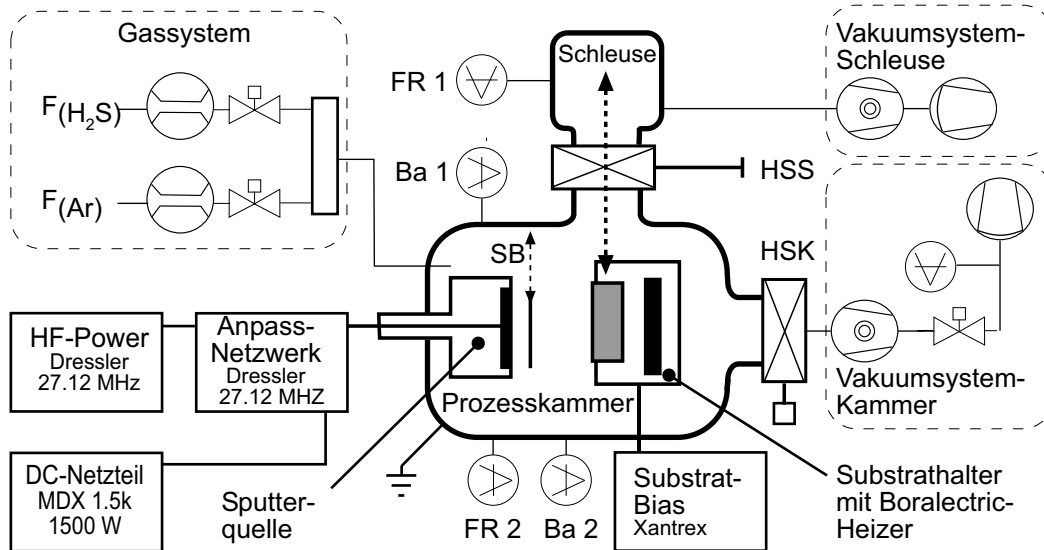 Gassystem
F(H₂S)
F(Ar)
FR 1
Ba 1
Schleuse
Vakuumsystem-
Schleuse
HSS
HSK
SB
HF-Power
Dressler
27.12 MHz
Anpass-
Netzwerk
Dressler
27.12 MHZ
Prozesskammer
Vakuumsystem-
Kammer
DC-Netzteil
MDX 1.5k
1500 W
Sputter-
quelle
FR 2
Ba 2
Substrat-
Bias
Xantrex
Substrathalter
mit Boralectric-
Heizer